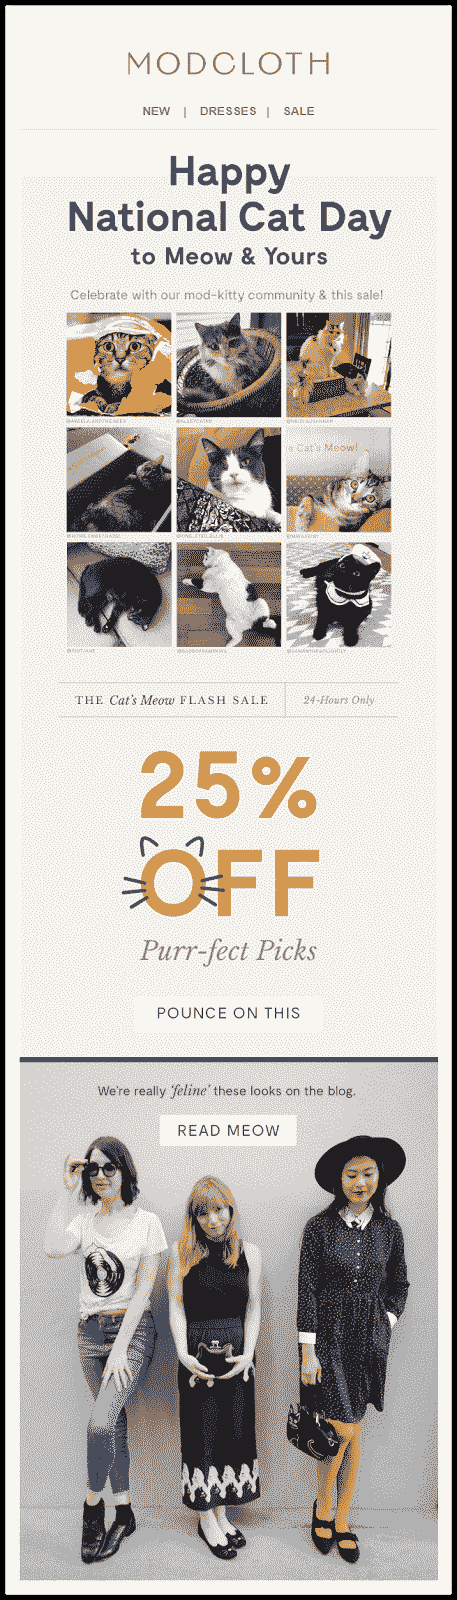 MODCLOTH
NEW | DRESSES | SALE
Happy
National Cat Day
to Meow & Yours
Celebrate with our mod-kitty community & this sale!
e Cat's Meow!
THE Cat's Meow FLASH SALE | 24-Hours Only
25%
OFF
Purr-fect Picks
POUNCE ON THIS
We're really 'feline' these looks on the blog.
READ MEOW